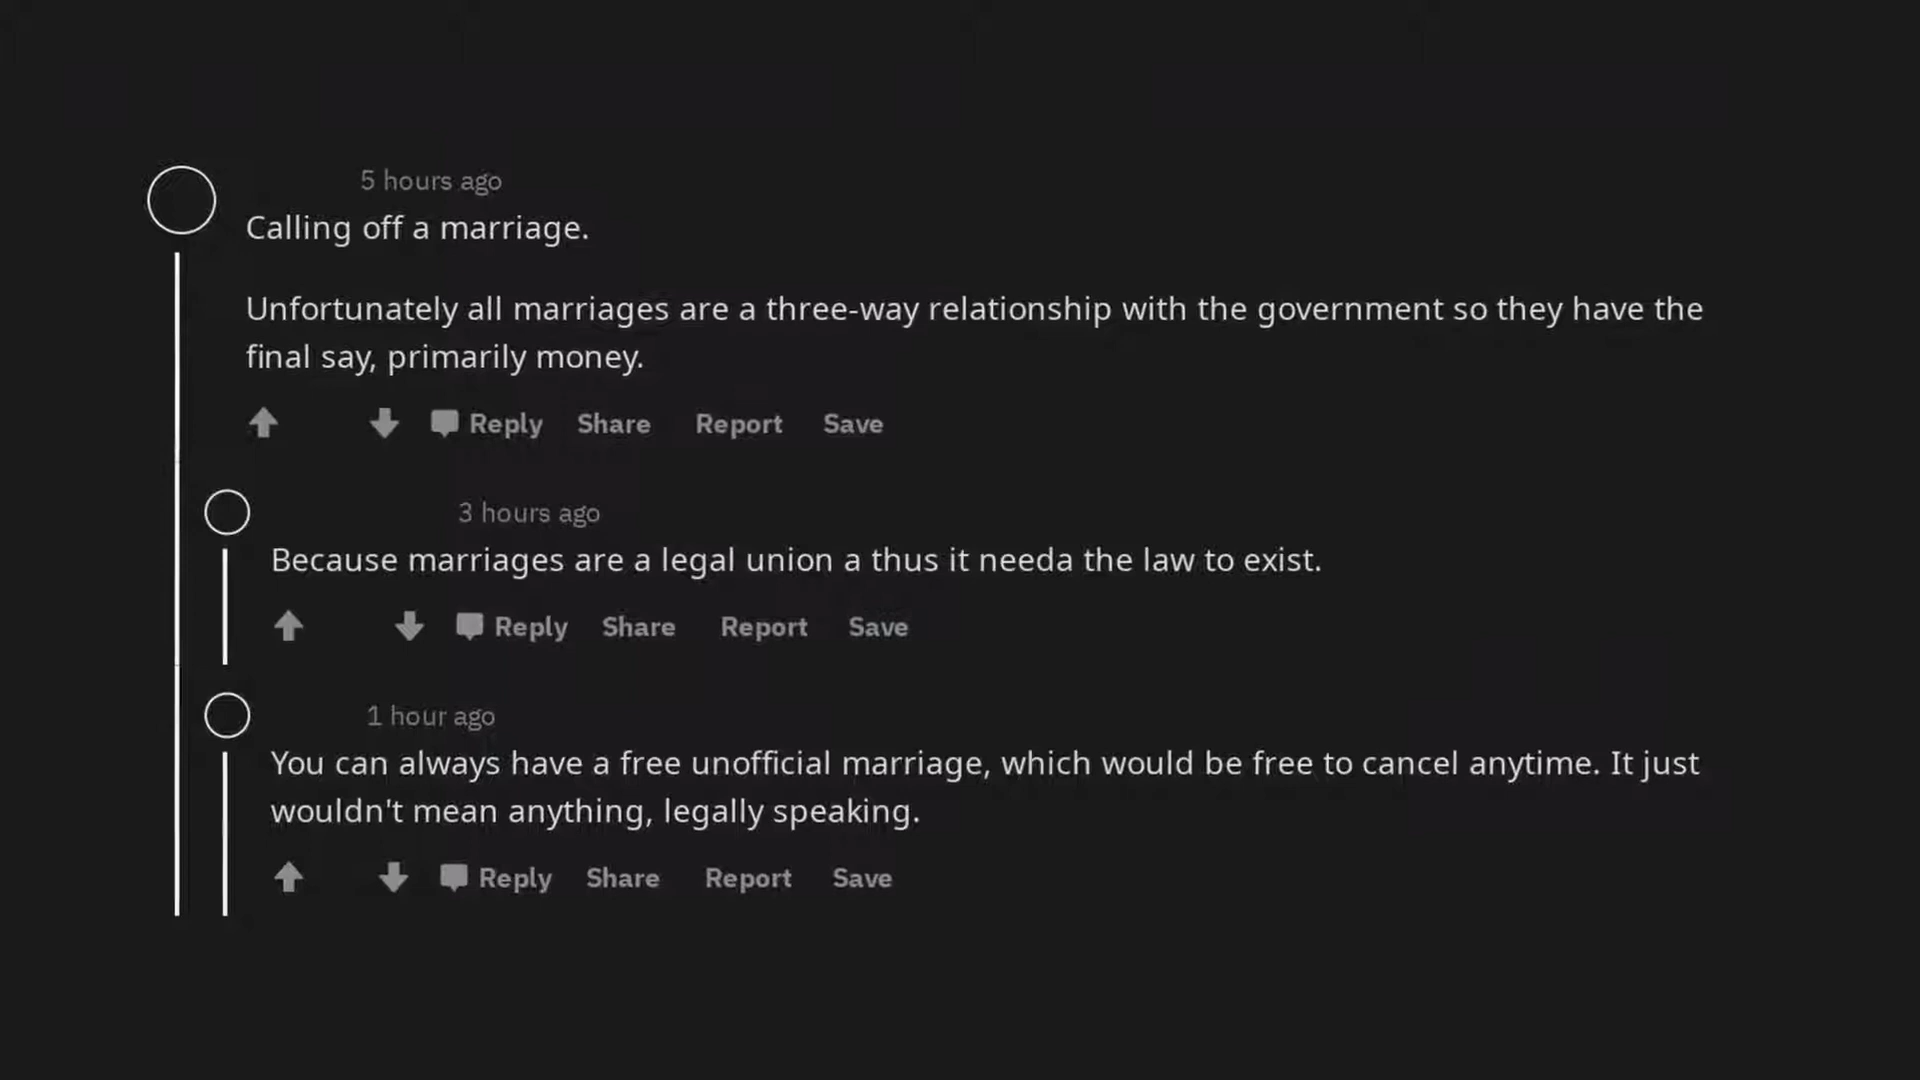 5 hours ago
Calling off a marriage.
Unfortunately all marriages are a three-way relationship with the government so they have the
final say, primarily money.
Reply Share Report Save
3 hours ago
Because marriages are a legal union a thus it needa the law to exist.
Reply Share Report Save
1 hour ago
You can always have a free unofficial marriage, which would be free to cancel anytime. It just
wouldn't mean anything, legally speaking.
Reply Share Report Save